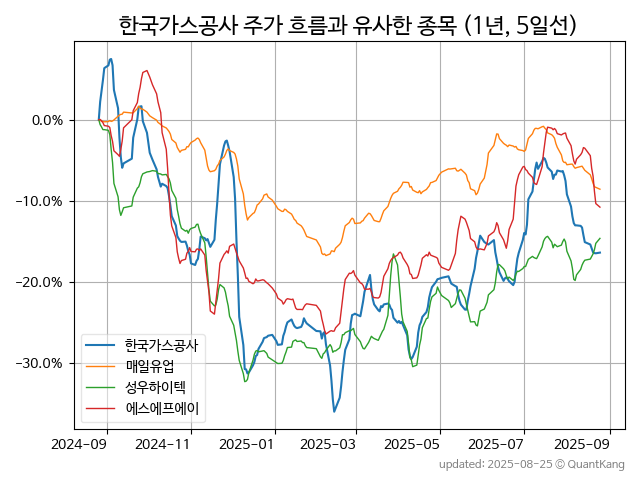 한국가스공사 주가 흐름과 유사한 종목 (1년, 5일선)
0.0%
-10.0%
-20.0%
-30.0%
한국가스공사
매일유업
성우하이텍
에스에프에이
2024-09 2024-11 2025-01 2025-03 2025-05 2025-07 2025-09
updated: 2025-08-25 © QuantKang